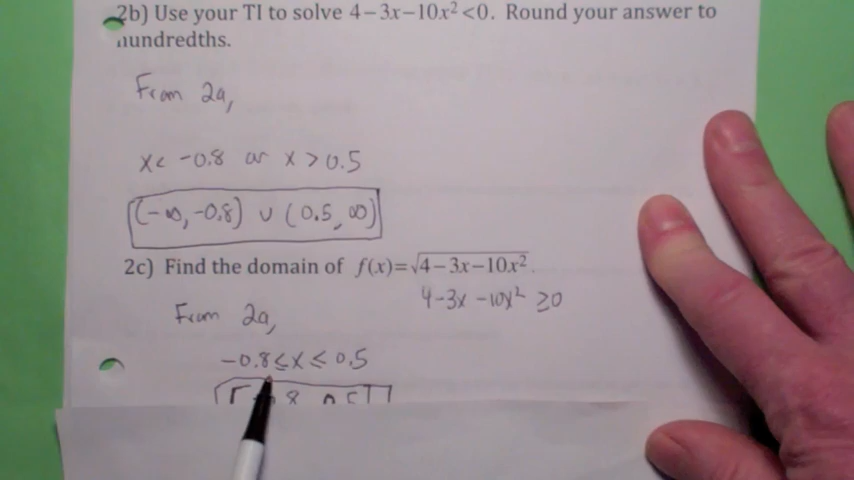 2b) Use your TI to solve 4−3x−10x²<0. Round your answer to
hundredths.
From 2a,
x< -0.8 or x > 0.5
(-∞, -0.8) ∪ (0.5, ∞)
2c) Find the domain of f(x)=√4−3x−10x².
4-3x -10x² ≥0
From 2a,
-0.8≤x≤0.5